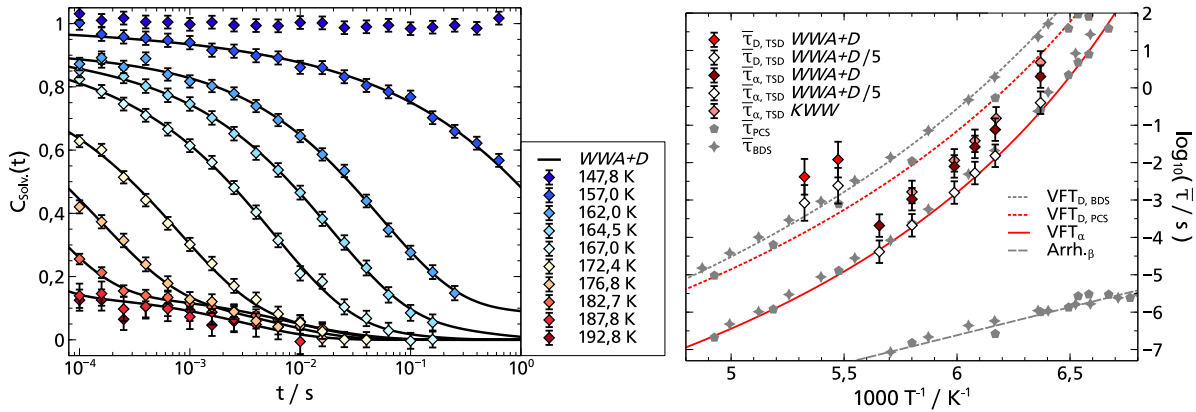 C_Solv.(t)
1
0.8
0.6
0.4
0.2
0
10^-4
10^-3
10^-2
10^-1
10^0
t / s
WWA+D
147,8 K
157,0 K
162,0 K
164,5 K
167,0 K
172,4 K
176,8 K
182,7 K
187,8 K
192,8 K
τ̅_D, TSD WWA+D
τ̅_D, TSD WWA+D /5
τ̅_α, TSD WWA+D
τ̅_α, TSD WWA+D /5
τ̅_α, TSD KWW
τ̅_PCS
τ̅_BDS
VFT_D, BDS
VFT_D, PCS
VFT_α
Arrh._β
2
1
0
-1
-2
-3
-4
-5
-6
-7
log₁₀(τ̅ / s)
5
5,5
6
6,5
1000 T^-1 / K^-1